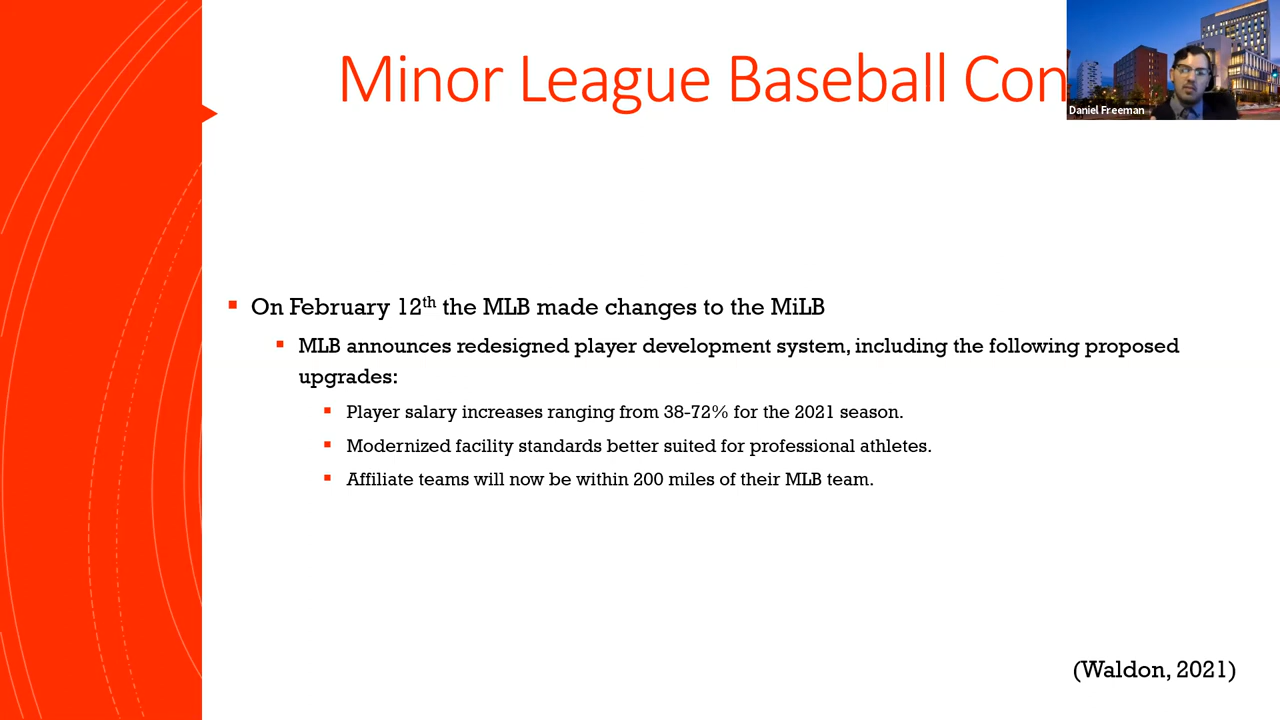 Minor League Baseball Con
Daniel Freeman
On February 12th the MLB made changes to the MiLB
MLB announces redesigned player development system, including the following proposed
upgrades:
Player salary increases ranging from 38-72% for the 2021 season.
Modernized facility standards better suited for professional athletes.
Affiliate teams will now be within 200 miles of their MLB team.
(Waldon, 2021)